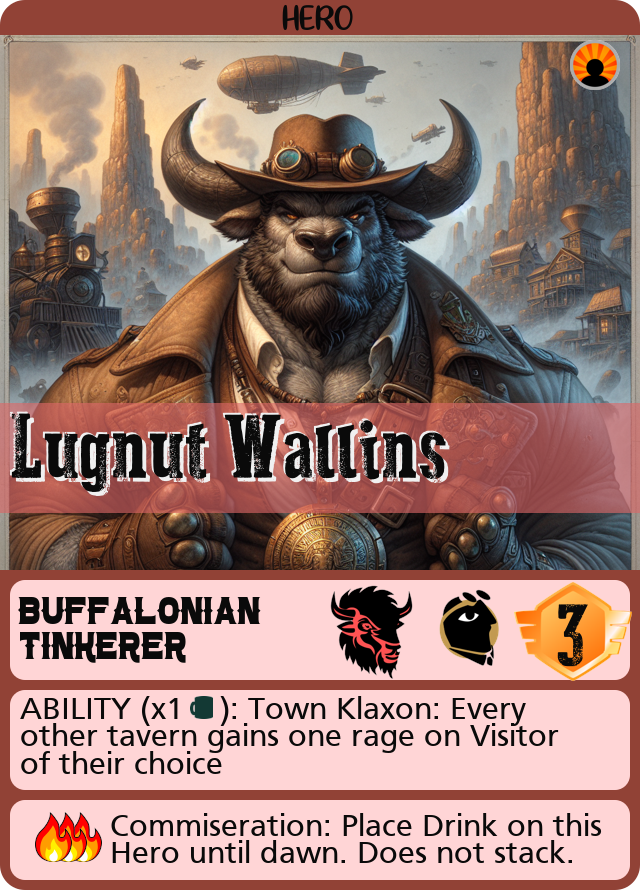 HERO
Lugnut Wallins
BUFFALONIAN
TINKERER
3
ABILITY (x1 ): Town Klaxon: Every
other tavern gains one rage on Visitor
of their choice
Commiseration: Place Drink on this
Hero until dawn. Does not stack.